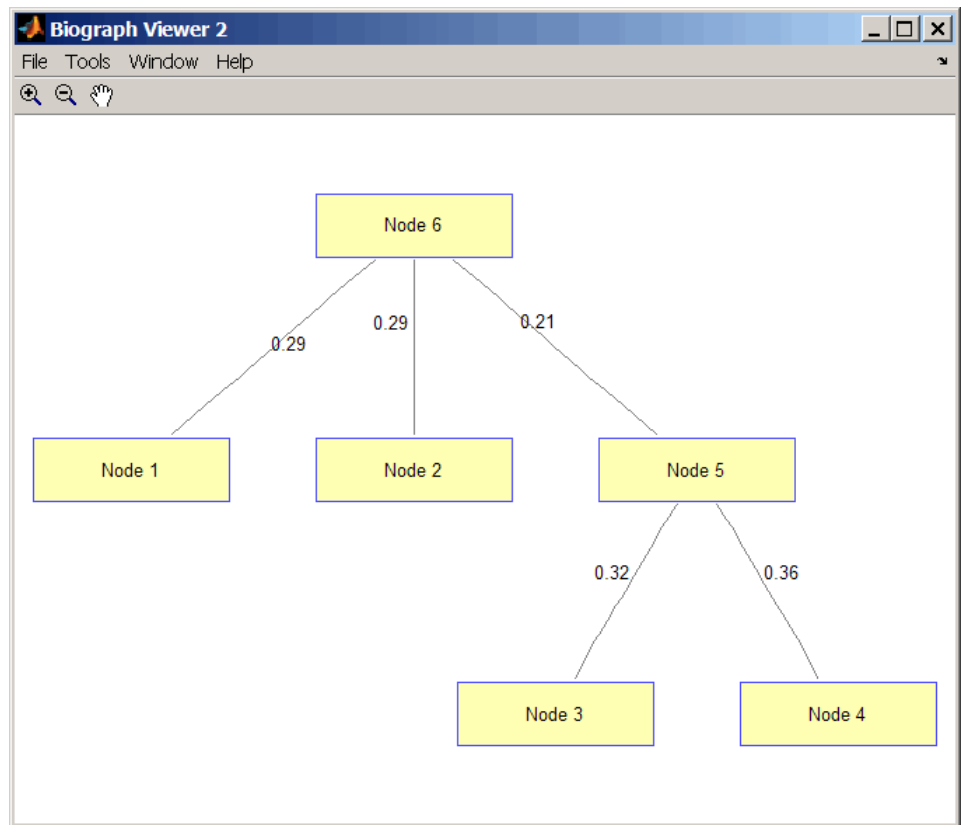 Biograph Viewer 2
File Tools Window Help
Node 6
0.29
0.29
0.21
Node 1
Node 2
Node 5
0.32
0.36
Node 3
Node 4